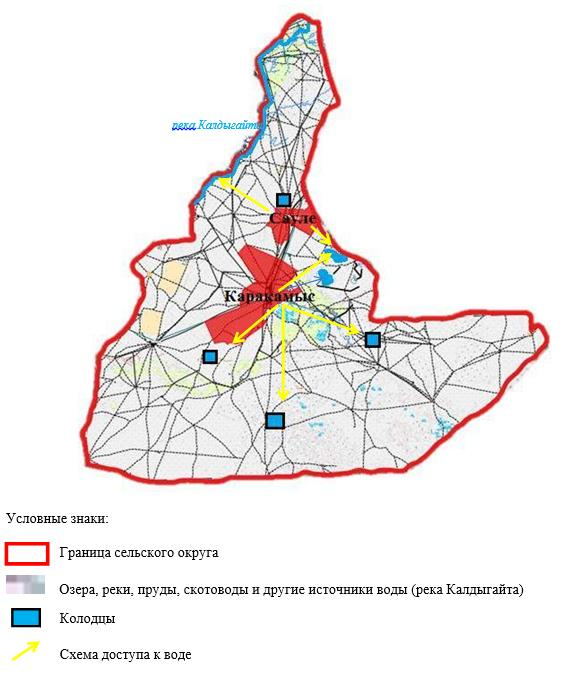 река Калдыгайта
Сауле
Каракамыс
Условные знаки:
Граница сельского округа
Озера, реки, пруды, скотоводы и другие источники воды (река Калдыгайта)
Колодцы
Схема доступа к воде